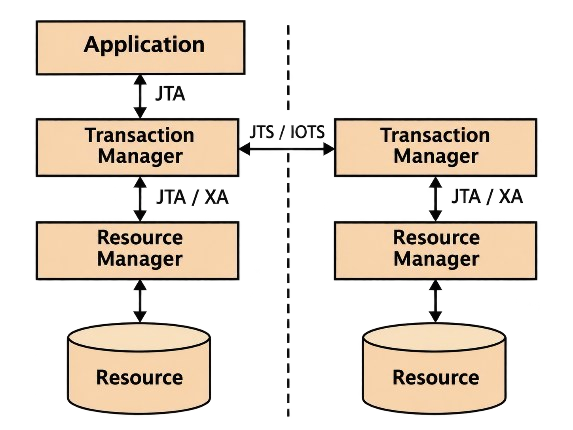 Application
JTA
Transaction
Manager
JTS / IOTS
Transaction
Manager
JTA / XA
JTA / XA
Resource
Manager
Resource
Manager
Resource
Resource